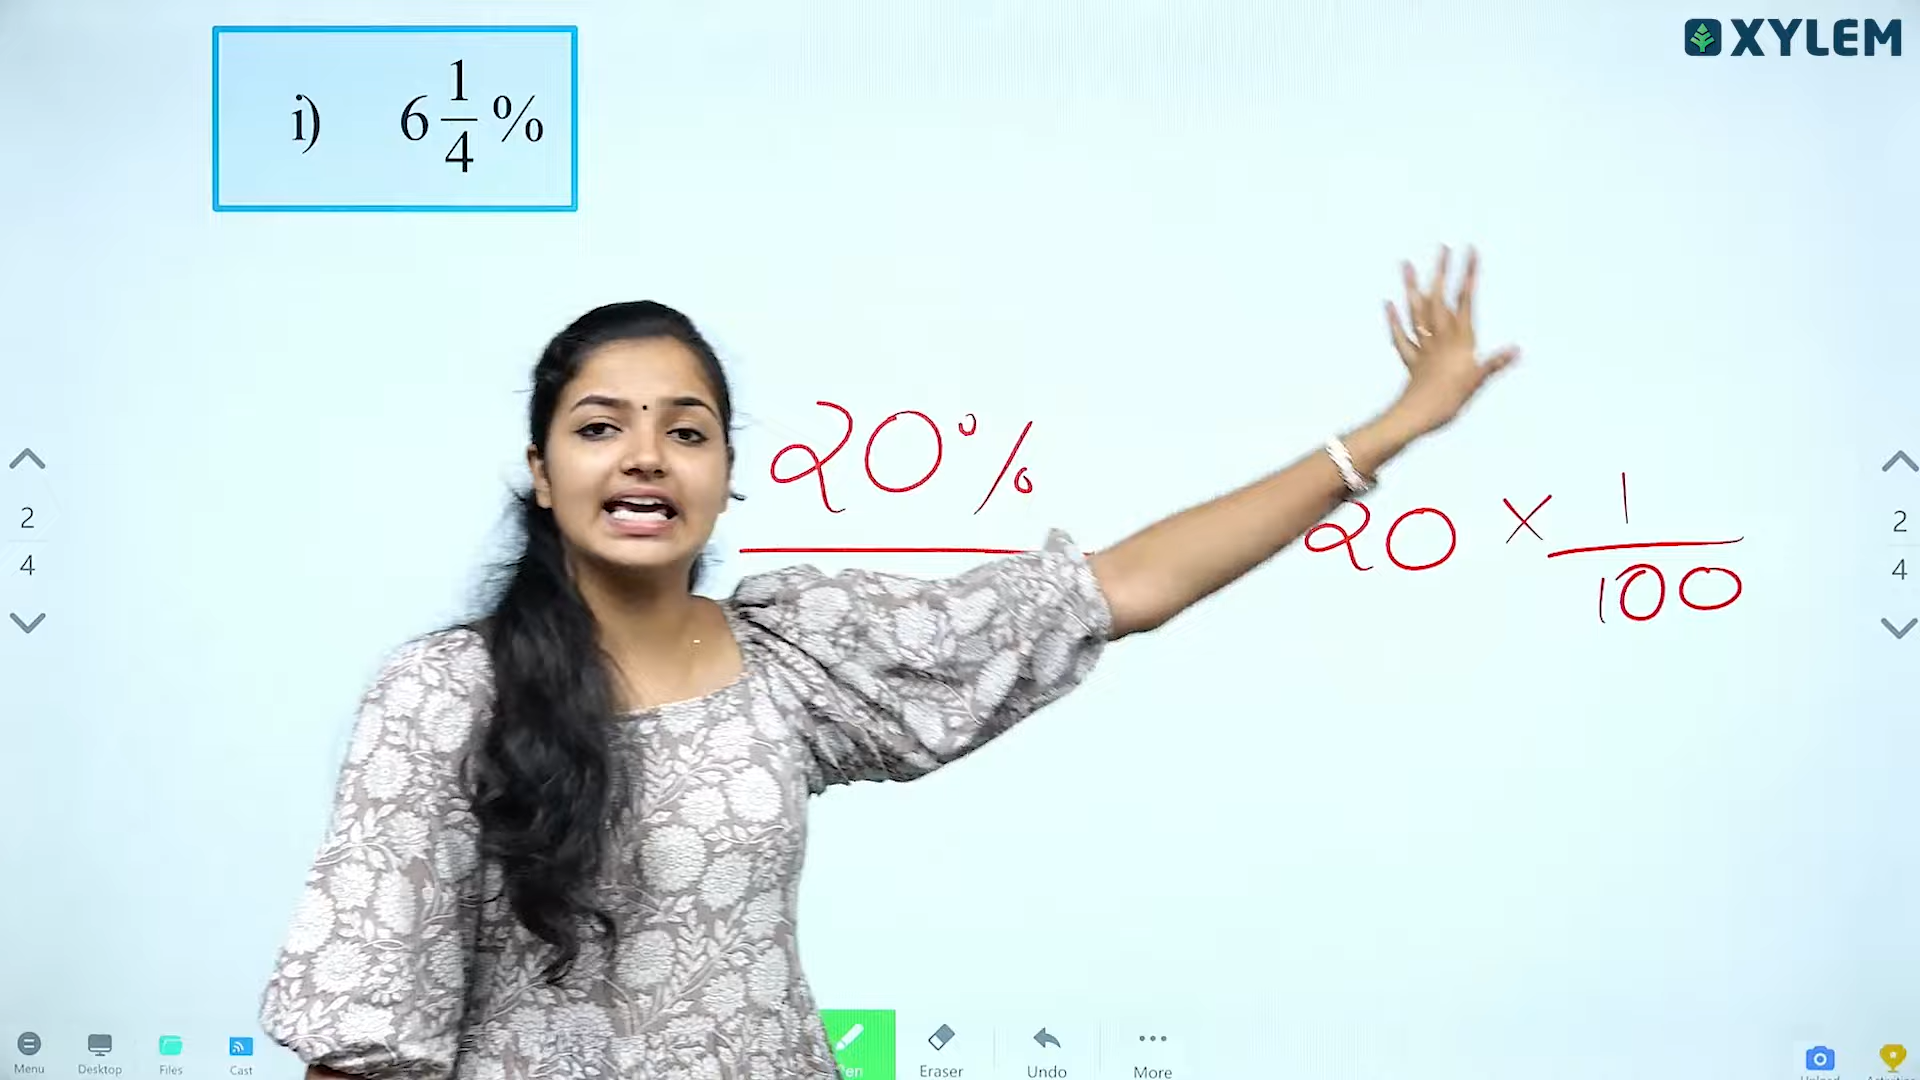 XYLEM
i) 6 1/4 %
20%
20 × 1/100
2
4
2
4
Menu
Desktop
Files
Cast
Eraser
Undo
More